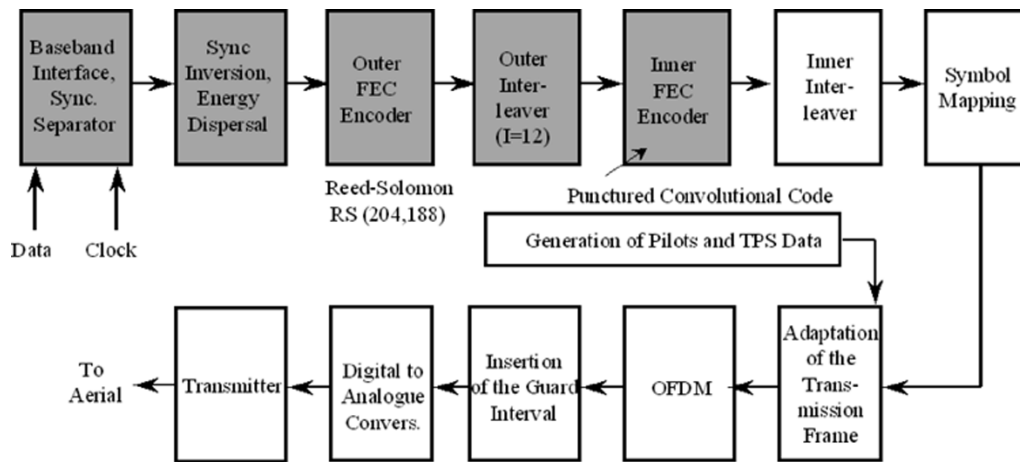 Baseband
Interface,
Sync.
Separator
Sync
Inversion,
Energy
Dispersal
Outer
FEC
Encoder
Outer
Inter-
leaver
(I=12)
Inner
FEC
Encoder
Inner
Inter-
leaver
Symbol
Mapping
Data
Clock
Reed-Solomon
RS (204,188)
Punctured Convolutional Code
Generation of Pilots and TPS Data
To
Aerial
Transmitter
Digital to
Analogue
Convers.
Insertion
of the Guard
Interval
OFDM
Adaptation
of the
Trans-
mission
Frame